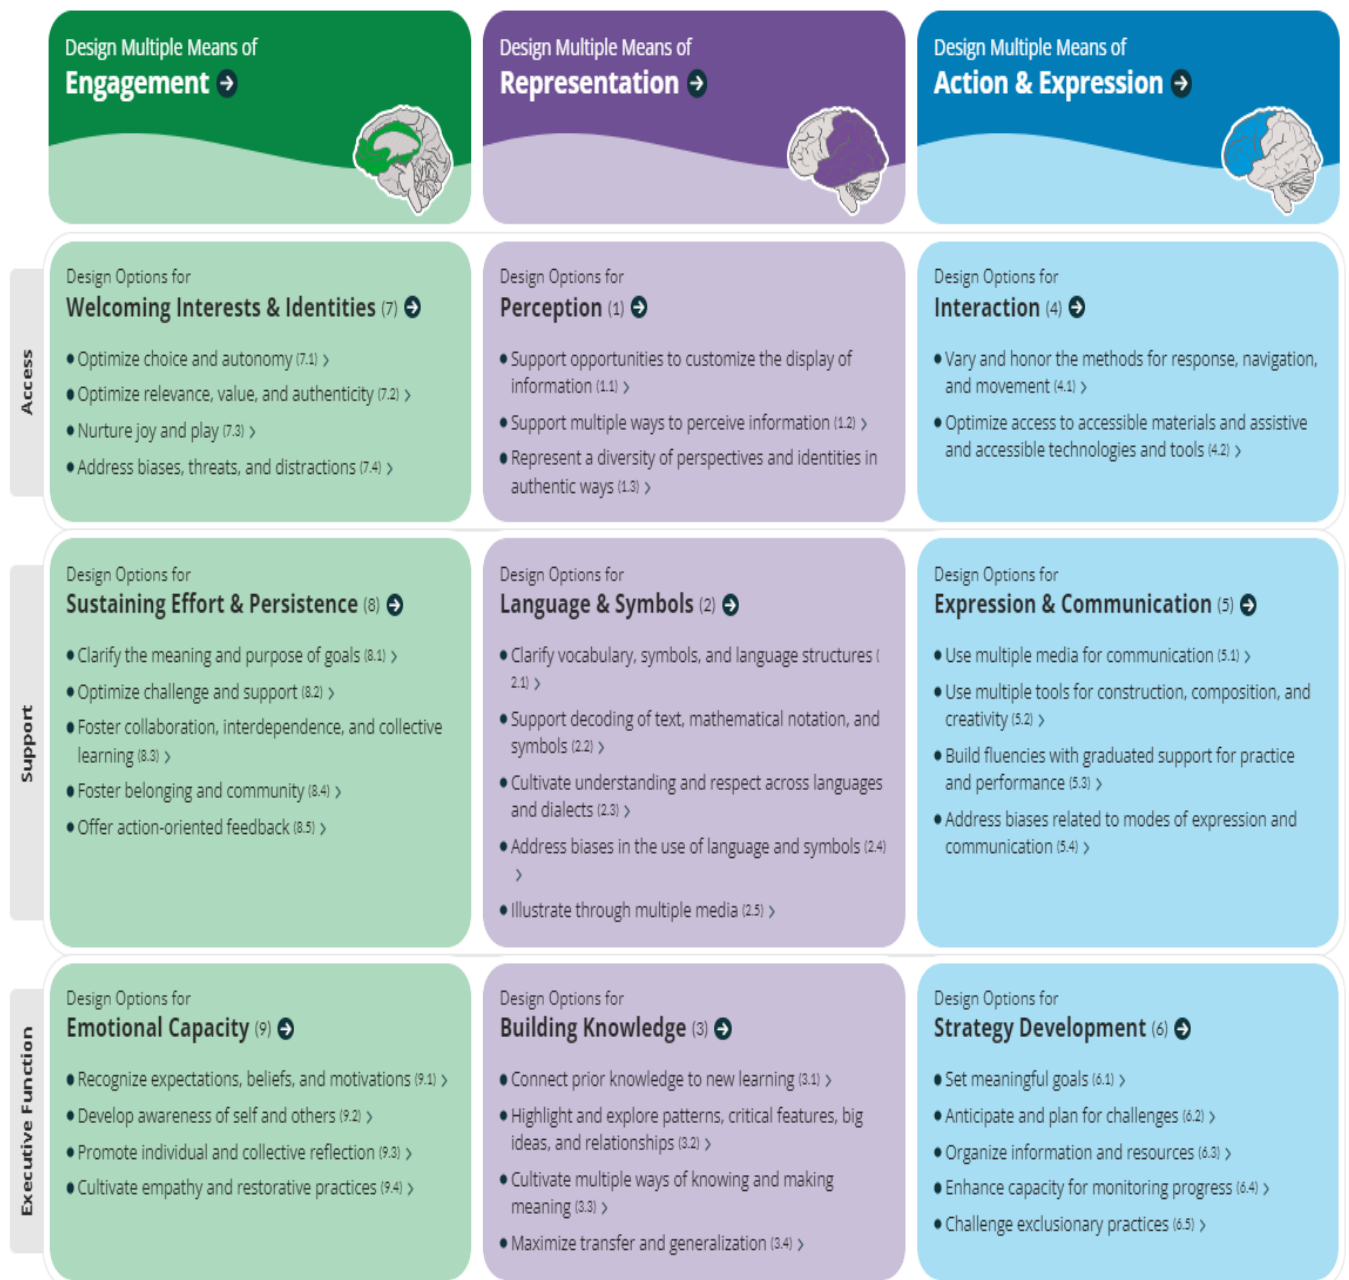 Design Multiple Means of
Engagement
Design Multiple Means of
Representation
Design Multiple Means of
Action & Expression
Access
Design Options for
Welcoming Interests & Identities (7)
Optimize choice and autonomy (7.1)
Optimize relevance, value, and authenticity (7.2)
Nurture joy and play (7.3)
Address biases, threats, and distractions (7.4)
Design Options for
Perception (1)
Support opportunities to customize the display of
information (1.1)
Support multiple ways to perceive information (1.2)
Represent a diversity of perspectives and identities in
authentic ways (1.3)
Design Options for
Interaction (4)
Vary and honor the methods for response, navigation,
and movement (4.1)
Optimize access to accessible materials and assistive
and accessible technologies and tools (4.2)
Support
Design Options for
Sustaining Effort & Persistence (8)
Clarify the meaning and purpose of goals (8.1)
Optimize challenge and support (8.2)
Foster collaboration, interdependence, and collective
learning (8.3)
Foster belonging and community (8.4)
Offer action-oriented feedback (8.5)
Design Options for
Language & Symbols (2)
Clarify vocabulary, symbols, and language structures (
2.1)
Support decoding of text, mathematical notation, and
symbols (2.2)
Cultivate understanding and respect across languages
and dialects (2.3)
Address biases in the use of language and symbols (2.4)
Illustrate through multiple media (2.5)
Design Options for
Expression & Communication (5)
Use multiple media for communication (5.1)
Use multiple tools for construction, composition, and
creativity (5.2)
Build fluencies with graduated support for practice
and performance (5.3)
Address biases related to modes of expression and
communication (5.4)
Executive Function
Design Options for
Emotional Capacity (9)
Recognize expectations, beliefs, and motivations (9.1)
Develop awareness of self and others (9.2)
Promote individual and collective reflection (9.3)
Cultivate empathy and restorative practices (9.4)
Design Options for
Building Knowledge (3)
Connect prior knowledge to new learning (3.1)
Highlight and explore patterns, critical features, big
ideas, and relationships (3.2)
Cultivate multiple ways of knowing and making
meaning (3.3)
Maximize transfer and generalization (3.4)
Design Options for
Strategy Development (6)
Set meaningful goals (6.1)
Anticipate and plan for challenges (6.2)
Organize information and resources (6.3)
Enhance capacity for monitoring progress (6.4)
Challenge exclusionary practices (6.5)